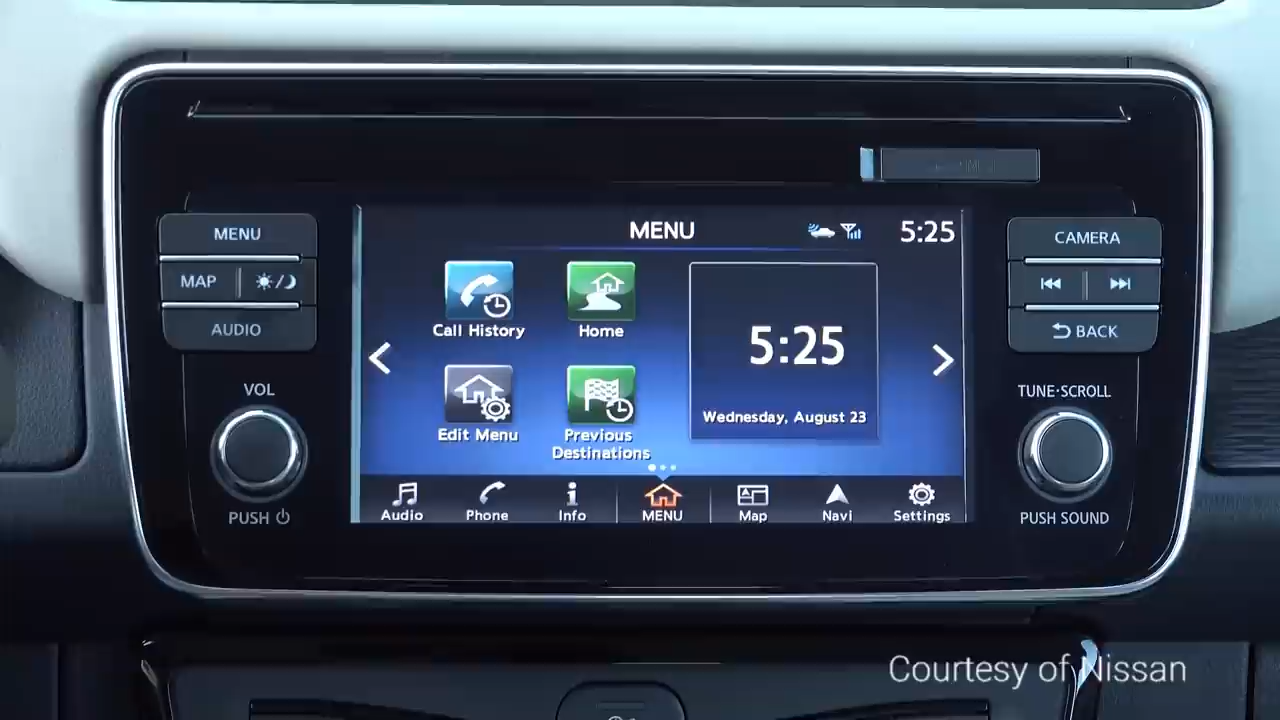 MENU
MAP
AUDIO
VOL
PUSH
MENU
5:25
Call History
Home
5:25
Wednesday, August 23
Edit Menu
Previous
Destinations
Audio
Phone
Info
MENU
Map
Navi
Settings
CAMERA
BACK
TUNE·SCROLL
PUSH SOUND
Courtesy of Nissan